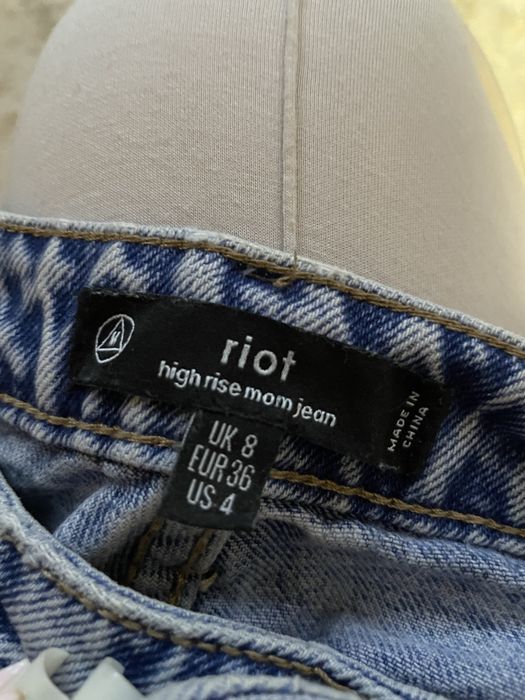 riot
high rise mom jean
MADE IN
CHINA
UK 8
EUR 36
US 4